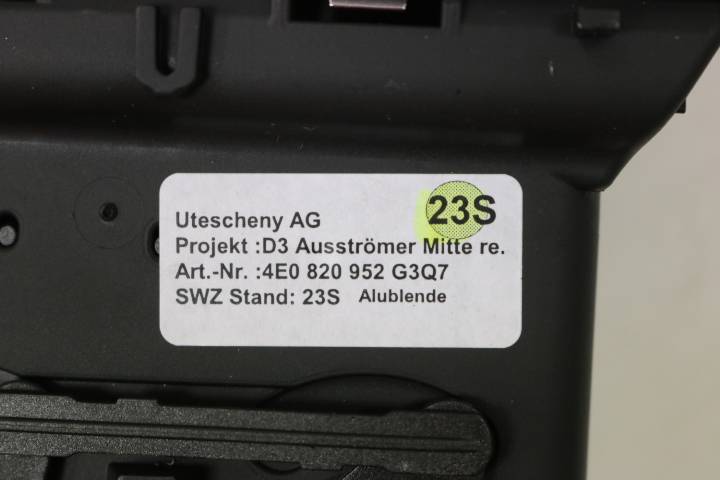 23S
Utescheny AG
Projekt :D3 Ausströmer Mitte re.
Art.-Nr. :4E0 820 952 G3Q7
SWZ Stand: 23S Alublende